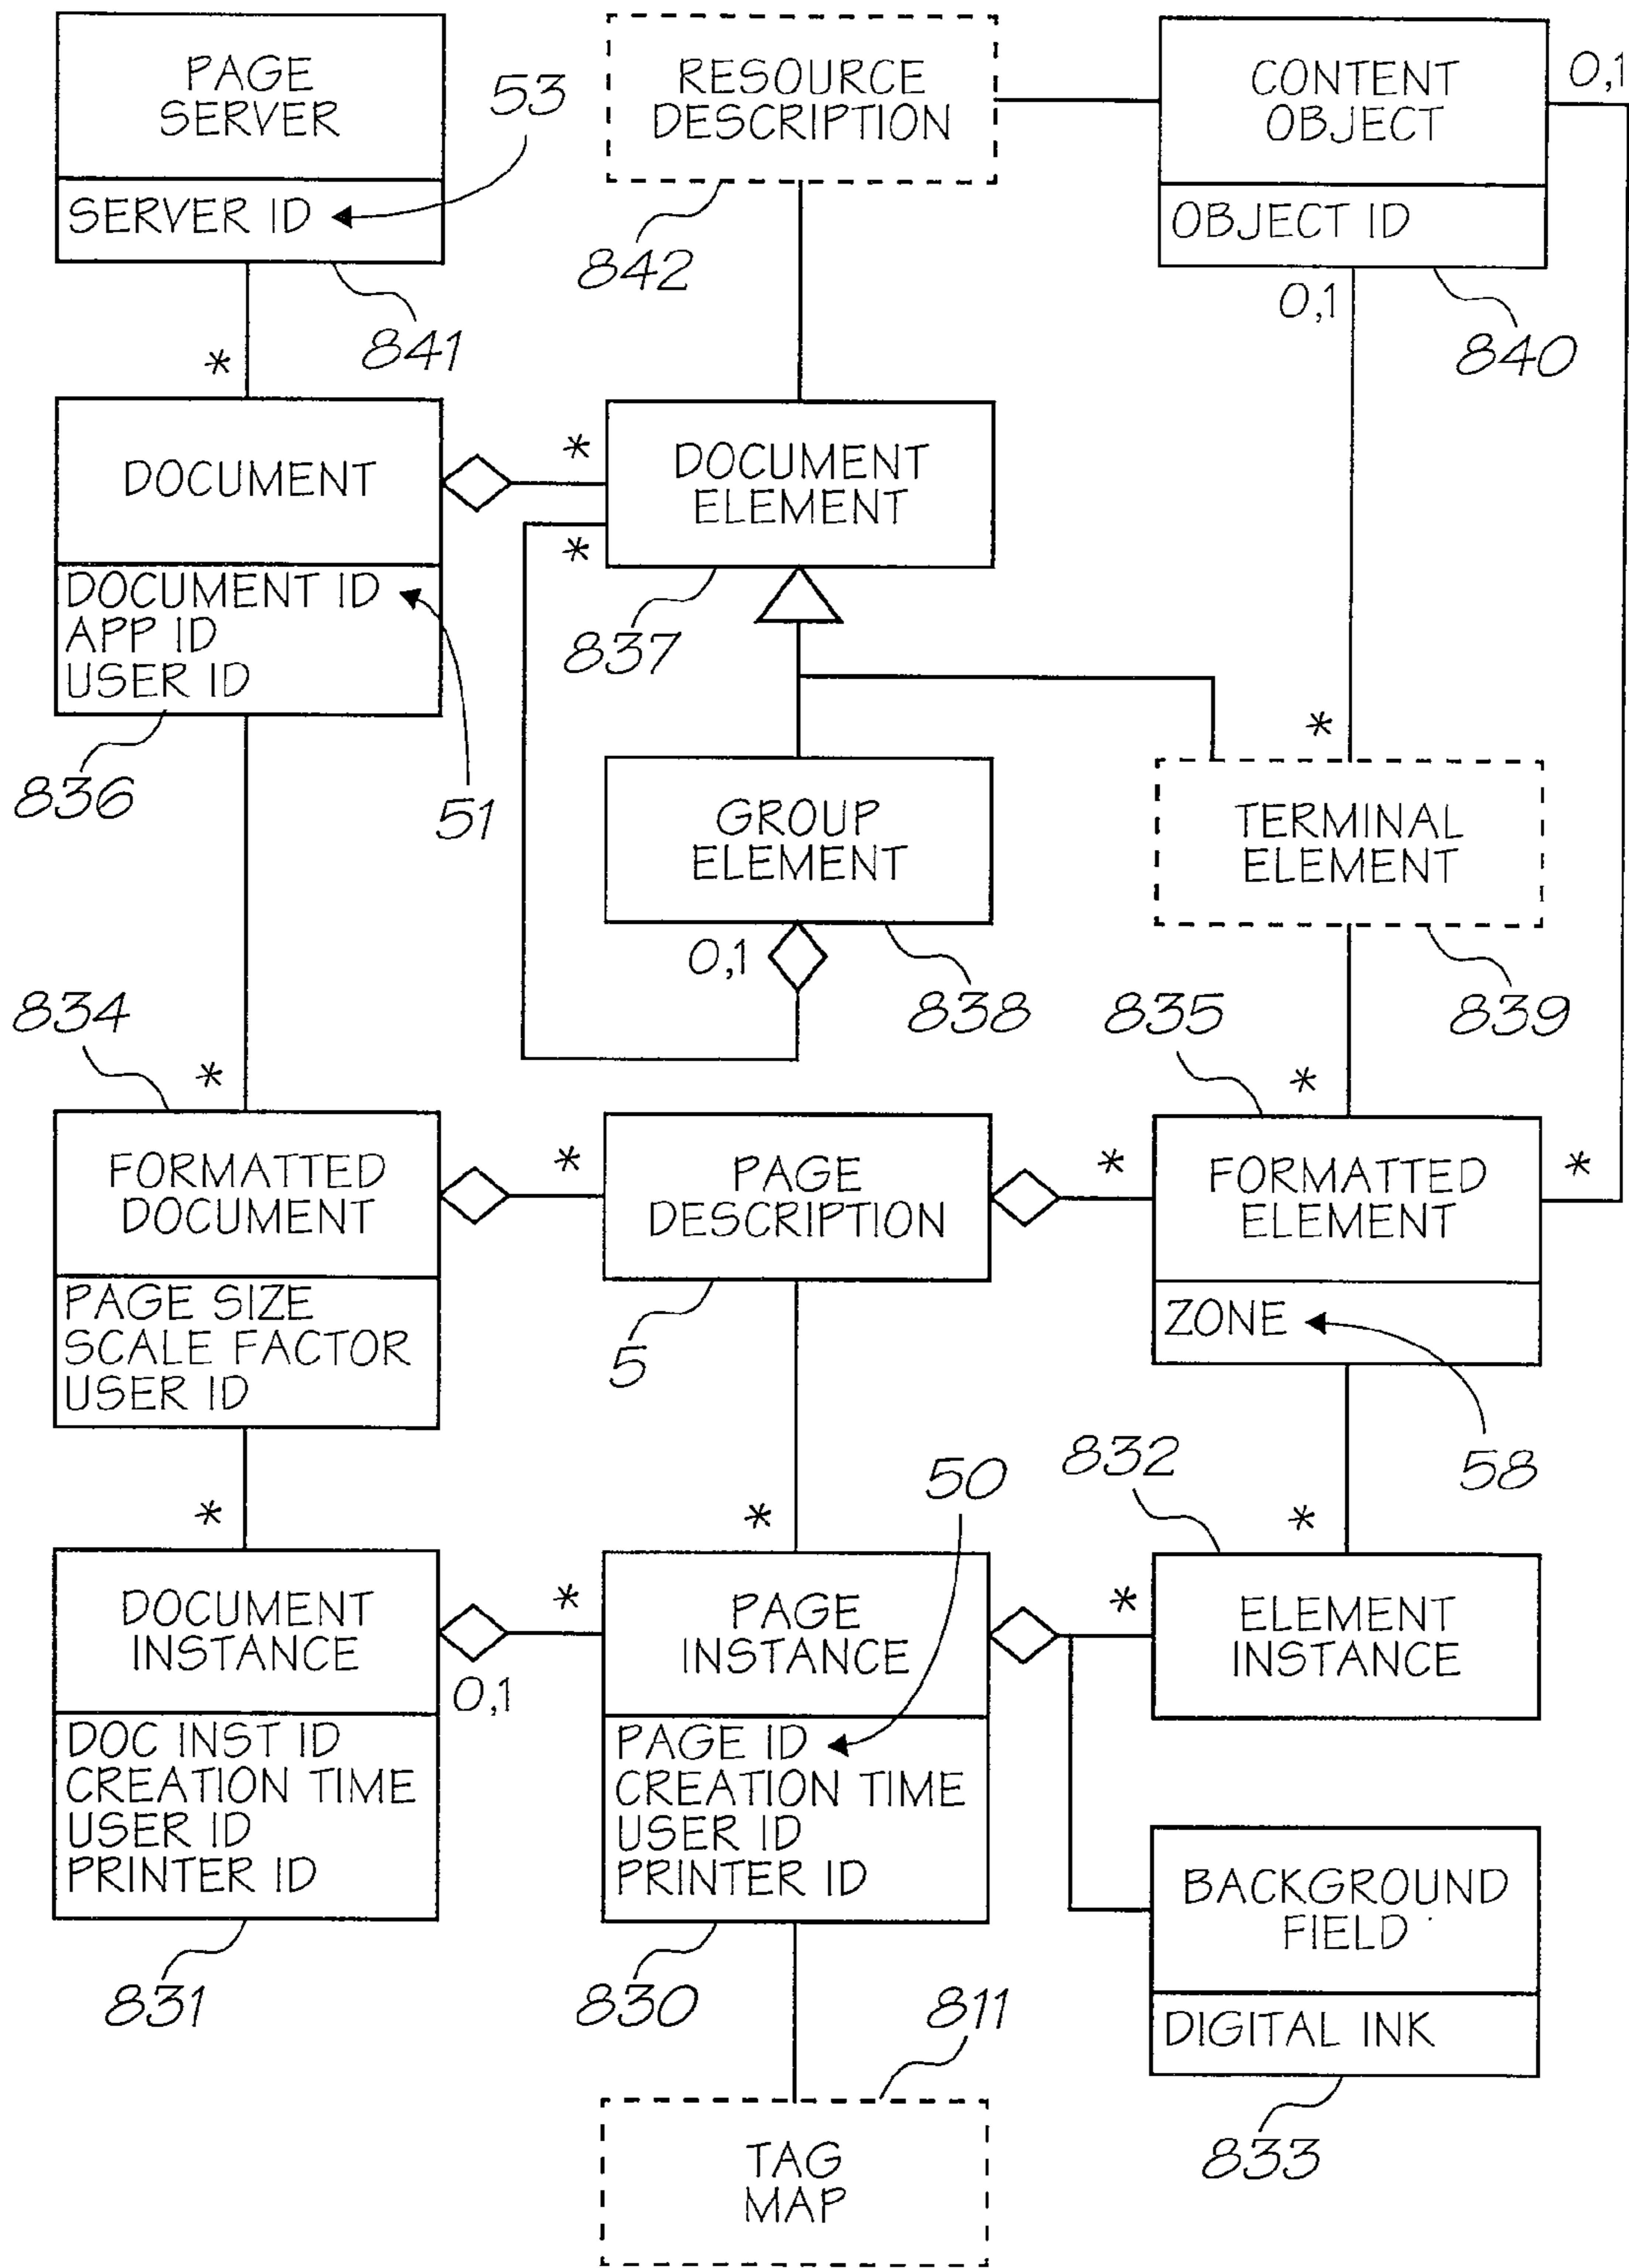 PAGE
SERVER
SERVER ID
53
841
RESOURCE
DESCRIPTION
842
CONTENT
OBJECT
OBJECT ID
0,1
0,1
840
*
DOCUMENT
DOCUMENT ID
APP ID
USER ID
836
51
*
*
DOCUMENT
ELEMENT
837
GROUP
ELEMENT
0,1
838
*
TERMINAL
ELEMENT
839
834
*
FORMATTED
DOCUMENT
PAGE SIZE
SCALE FACTOR
USER ID
*
PAGE
DESCRIPTION
5
835
*
*
FORMATTED
ELEMENT
*
ZONE
58
*
DOCUMENT
INSTANCE
0,1
DOC INST ID
CREATION TIME
USER ID
PRINTER ID
831
50
*
*
PAGE
INSTANCE
PAGE ID
CREATION TIME
USER ID
PRINTER ID
830
832
*
*
ELEMENT
INSTANCE
BACKGROUND
FIELD
DIGITAL INK
833
811
TAG
MAP